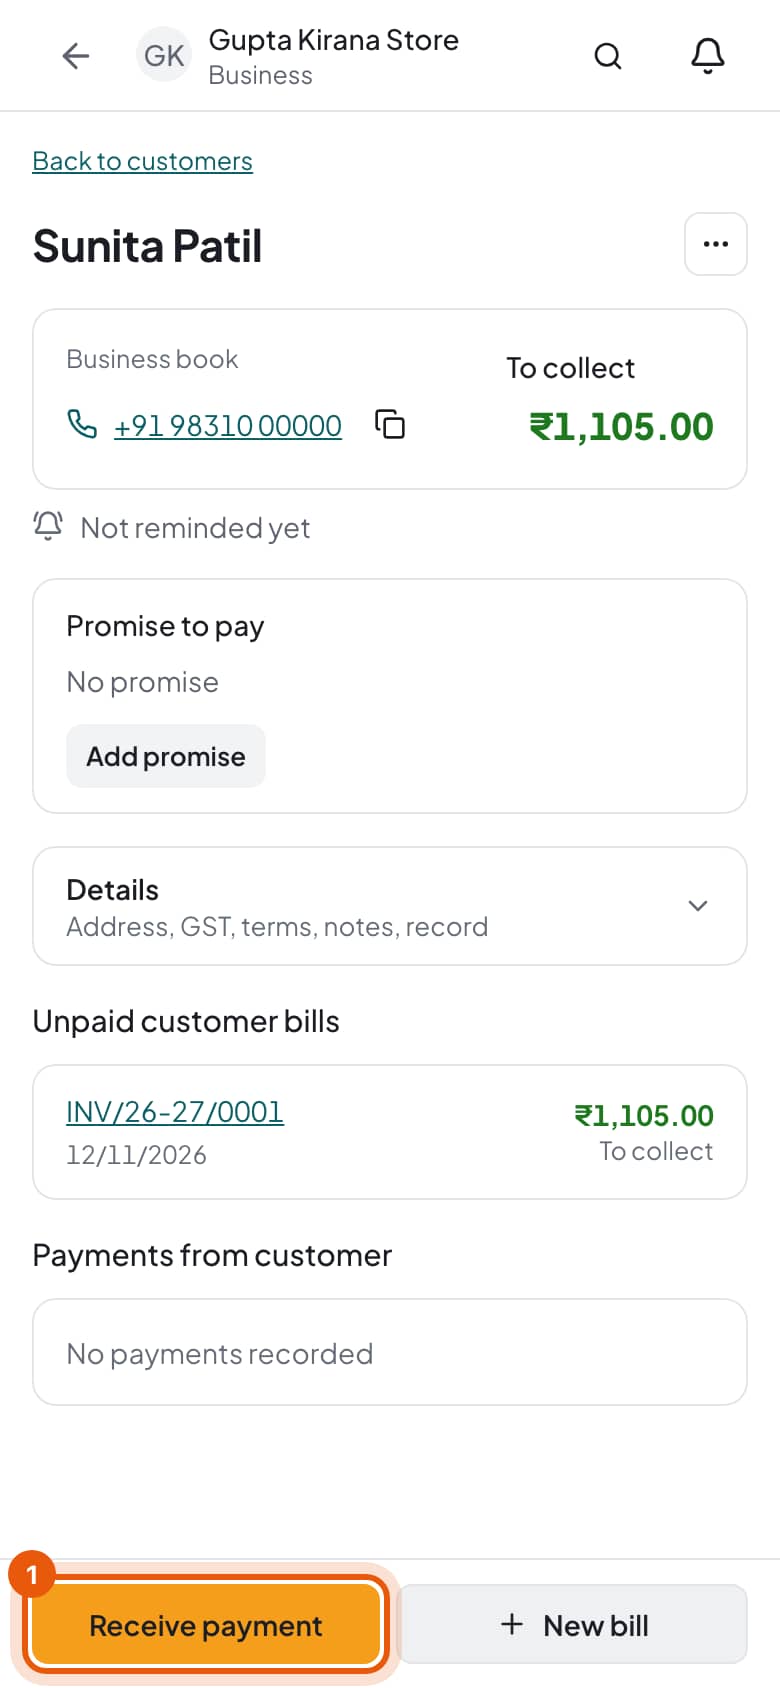 GK
Gupta Kirana Store
Business
Back to customers
Sunita Patil
Business book
To collect
+91 98310 00000
₹1,105.00
Not reminded yet
Promise to pay
No promise
Add promise
Details
Address, GST, terms, notes, record
Unpaid customer bills
INV/26-27/0001
₹1,105.00
12/11/2026
To collect
Payments from customer
No payments recorded
1
Receive payment
+ New bill